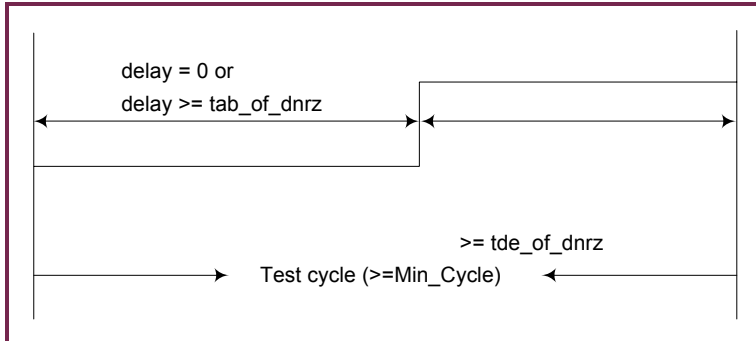 delay = 0 or
delay >= tab_of_dnrz
>= tde_of_dnrz
Test cycle (>=Min_Cycle)